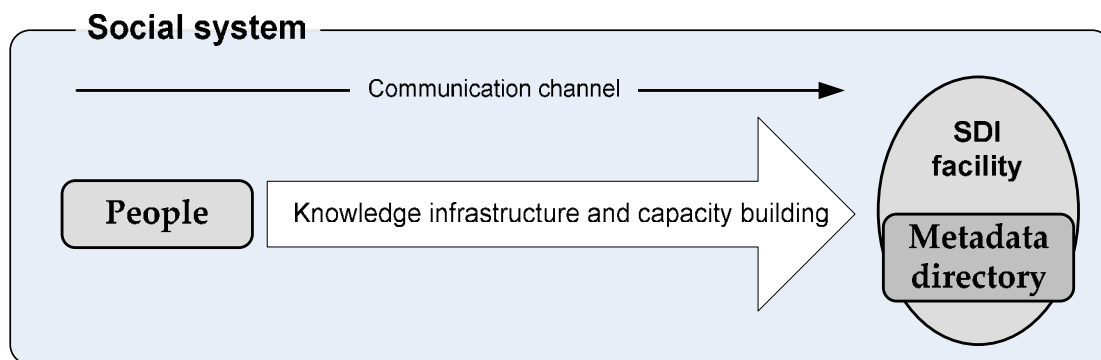 Social system
Communication channel
SDI
facility
People
Knowledge infrastructure and capacity building
Metadata
directory